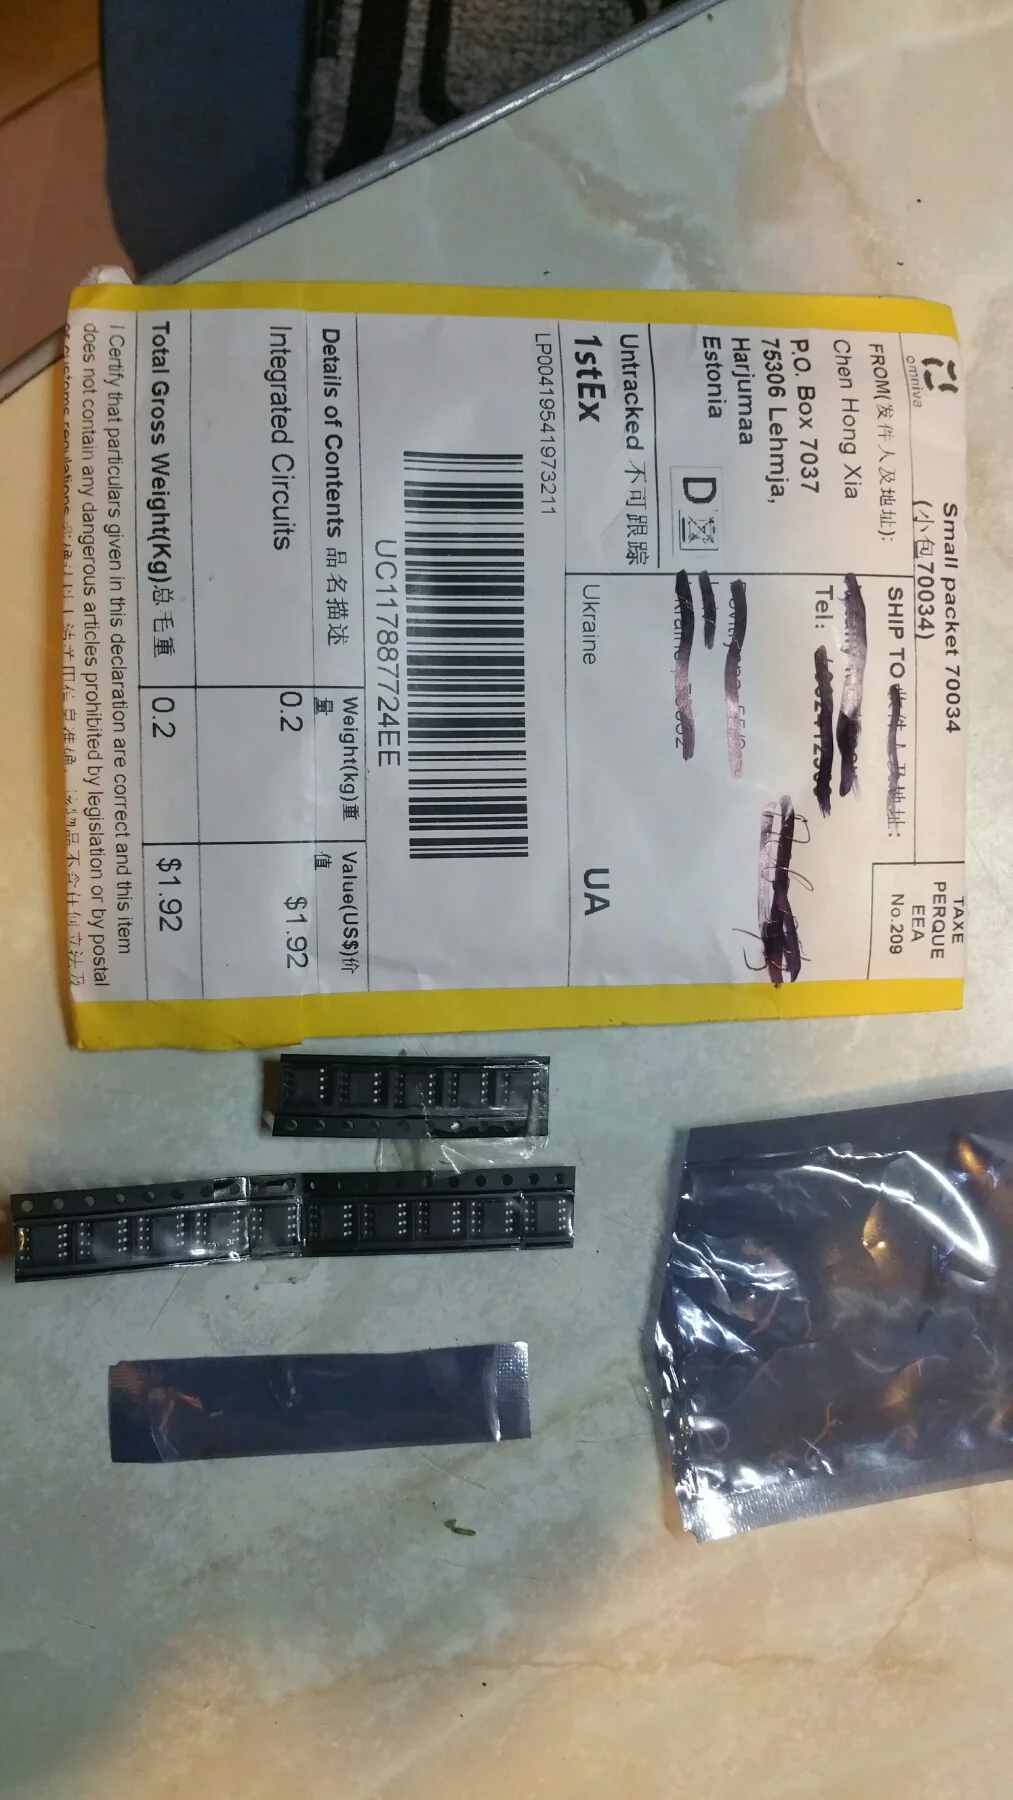 omniva
Small packet 70034
(小包70034)
TAXE
PERQUE
EEA
No.209
FROM(发件人及地址):
Chen Hong Xia
P.O. Box 7037
75306 Lehmja,
Harjumaa
Estonia
D
SHIP TO
Tel:
Untracked 不可跟踪
1stEx
Ukraine
UA
LP00419541973211
UC117887724EE
Details of Contents 品名描述
Weight(kg)重量
Value(US$)价值
Integrated Circuits
0.2
$1.92
Total Gross Weight(Kg)总毛重
0.2
$1.92
I Certify that particulars given in this declaration are correct and this item
does not contain any dangerous articles prohibited by legislation or by postal
or customs regulations.